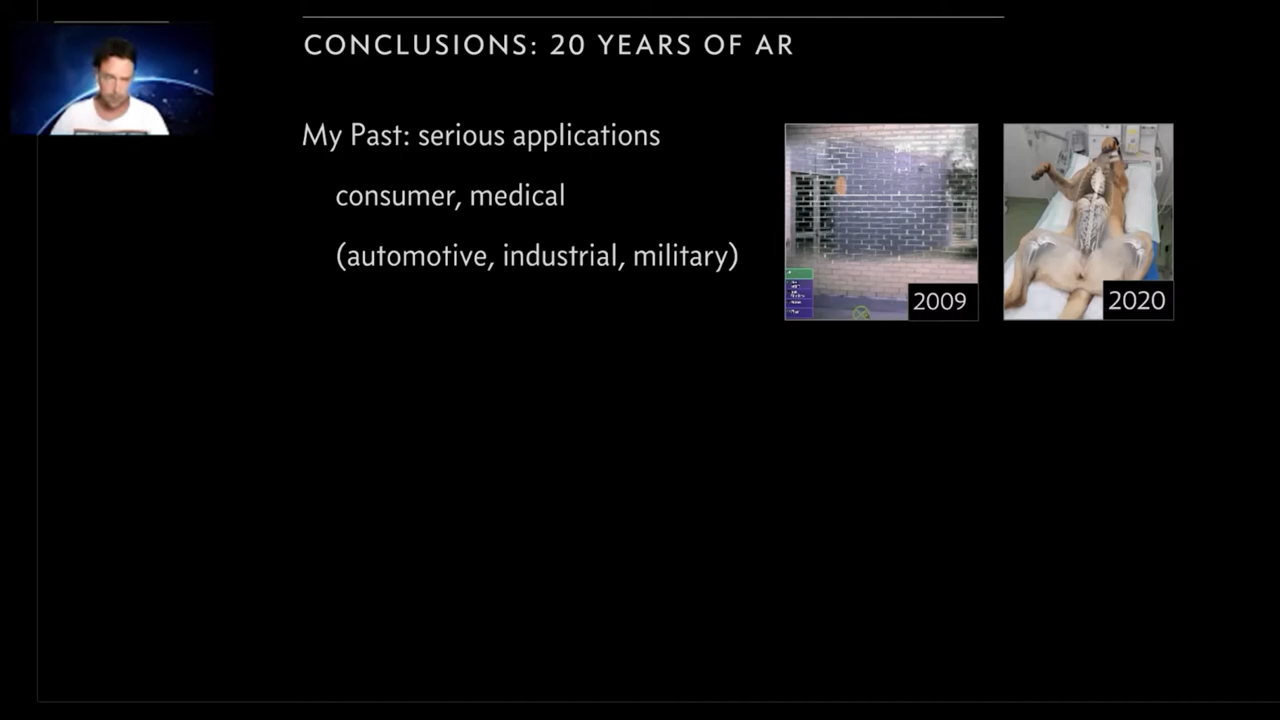 CONCLUSIONS: 20 YEARS OF AR
My Past: serious applications
consumer, medical
(automotive, industrial, military)
2009
2020